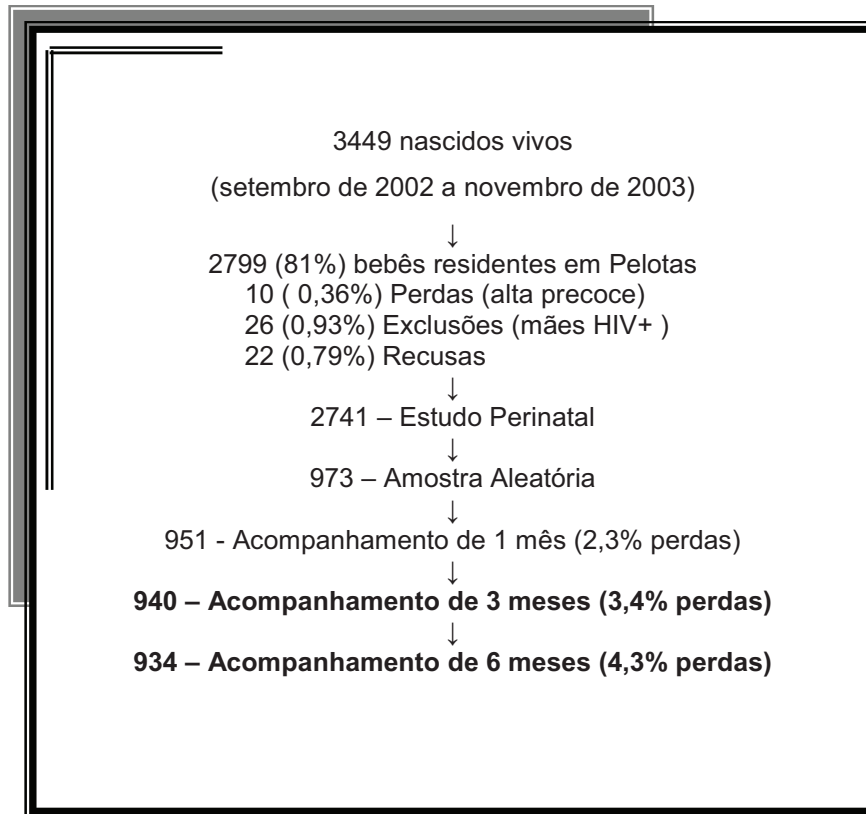 3449 nascidos vivos
(setembro de 2002 a novembro de 2003)
↓
2799 (81%) bebês residentes em Pelotas
10 ( 0,36%) Perdas (alta precoce)
26 (0,93%) Exclusões (mães HIV+ )
22 (0,79%) Recusas
↓
2741 – Estudo Perinatal
↓
973 – Amostra Aleatória
↓
951 - Acompanhamento de 1 mês (2,3% perdas)
↓
940 – Acompanhamento de 3 meses (3,4% perdas)
↓
934 – Acompanhamento de 6 meses (4,3% perdas)